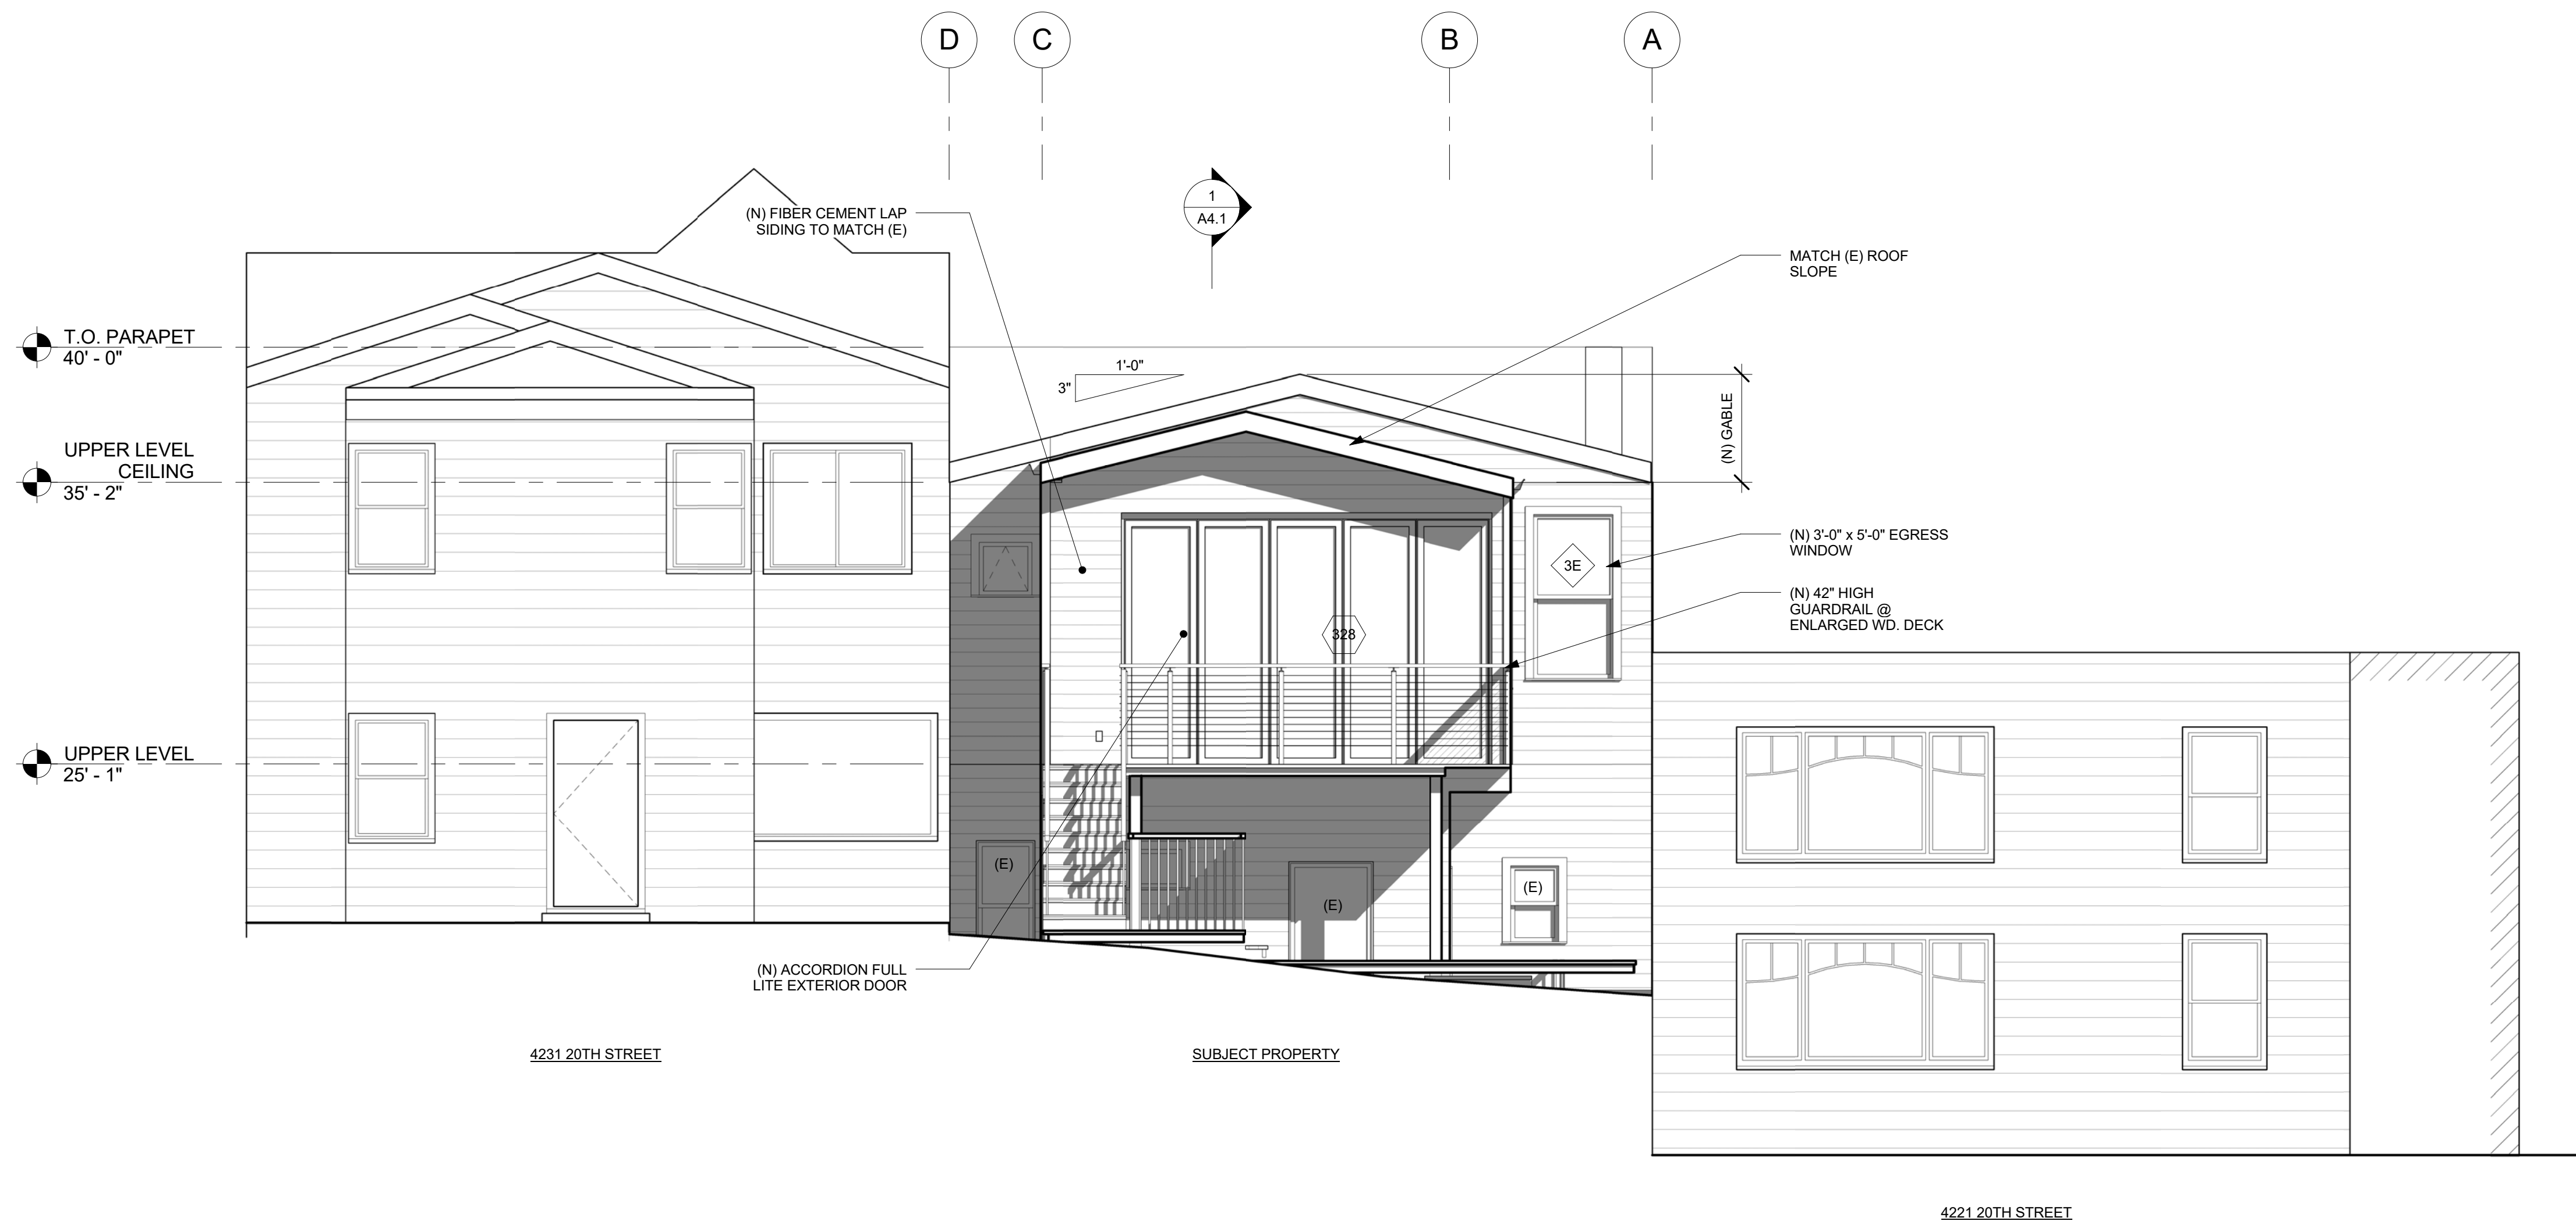 D
C
B
A
1
A4.1
(N) FIBER CEMENT LAP
SIDING TO MATCH (E)
MATCH (E) ROOF
SLOPE
T.O. PARAPET
40' - 0"
1'-0"
3"
(N) GABLE
UPPER LEVEL
CEILING
35' - 2"
(N) 3'-0" x 5'-0" EGRESS
WINDOW
3E
(N) 42" HIGH
GUARDRAIL @
ENLARGED WD. DECK
328
UPPER LEVEL
25' - 1"
(E)
(E)
(E)
(N) ACCORDION FULL
LITE EXTERIOR DOOR
4231 20TH STREET
SUBJECT PROPERTY
4221 20TH STREET